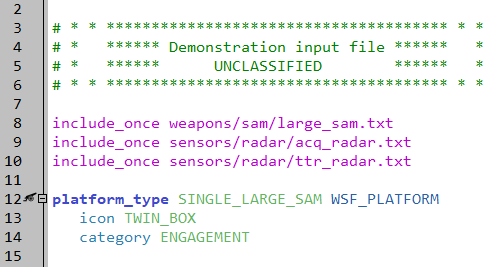 2
3 # * * ************************************* * *
4 # *   ****** Demonstration input file ******   *
5 # *   ******       UNCLASSIFIED       ******   *
6 # * * ************************************* * *
7
8 include_once weapons/sam/large_sam.txt
9 include_once sensors/radar/acq_radar.txt
10 include_once sensors/radar/ttr_radar.txt
11
12 platform_type SINGLE_LARGE_SAM WSF_PLATFORM
13 icon TWIN_BOX
14 category ENGAGEMENT
15